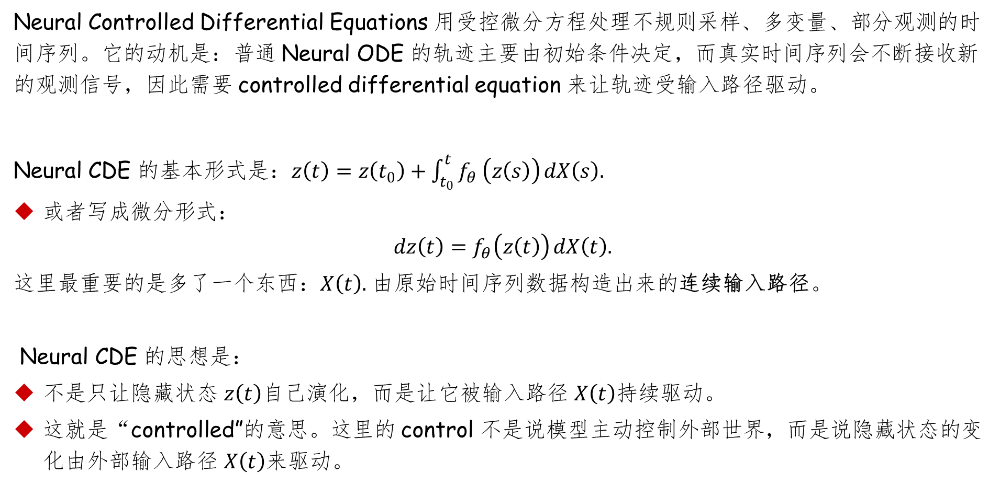 Neural Controlled Differential Equations 用受控微分方程处理不规则采样、多变量、部分观测的时
间序列。它的动机是：普通 Neural ODE 的轨迹主要由初始条件决定，而真实时间序列会不断接收新
的观测信号，因此需要 controlled differential equation 来让轨迹受输入路径驱动。
Neural CDE 的基本形式是：$z(t) = z(t_0) + \int_{t_0}^{t} f_\theta (z(s)) dX(s).$
◆ 或者写成微分形式：
$dz(t) = f_\theta(z(t)) dX(t).$
这里最重要的是多了一个东西：$X(t)$. 由原始时间序列数据构造出来的连续输入路径。
Neural CDE 的思想是：
◆ 不是只让隐藏状态 $z(t)$自己演化，而是让它被输入路径 $X(t)$持续驱动。
◆ 这就是“controlled”的意思。这里的 control 不是说模型主动控制外部世界，而是说隐藏状态的变
化由外部输入路径 $X(t)$来驱动。